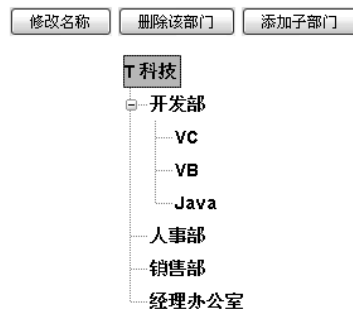 修改名称 删除该部门 添加子部门
T科技
开发部
VC
VB
Java
人事部
销售部
经理办公室